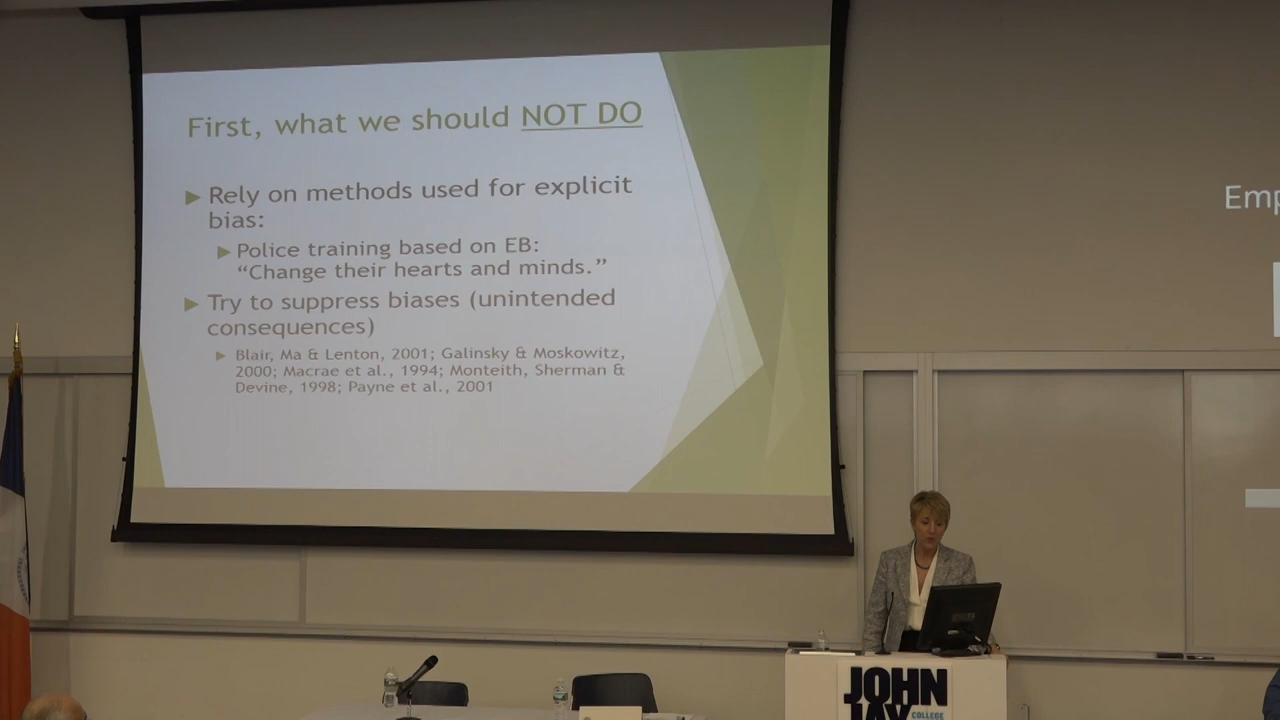 First, what we should NOT DO
Rely on methods used for explicit
bias:
Police training based on EB:
“Change their hearts and minds.”
Try to suppress biases (unintended
consequences)
Blair, Ma & Lenton, 2001; Galinsky & Moskowitz,
2000; Macrae et al., 1994; Monteith, Sherman &
Devine, 1998; Payne et al., 2001
Emp
JOHN
JAY
COLLEGE